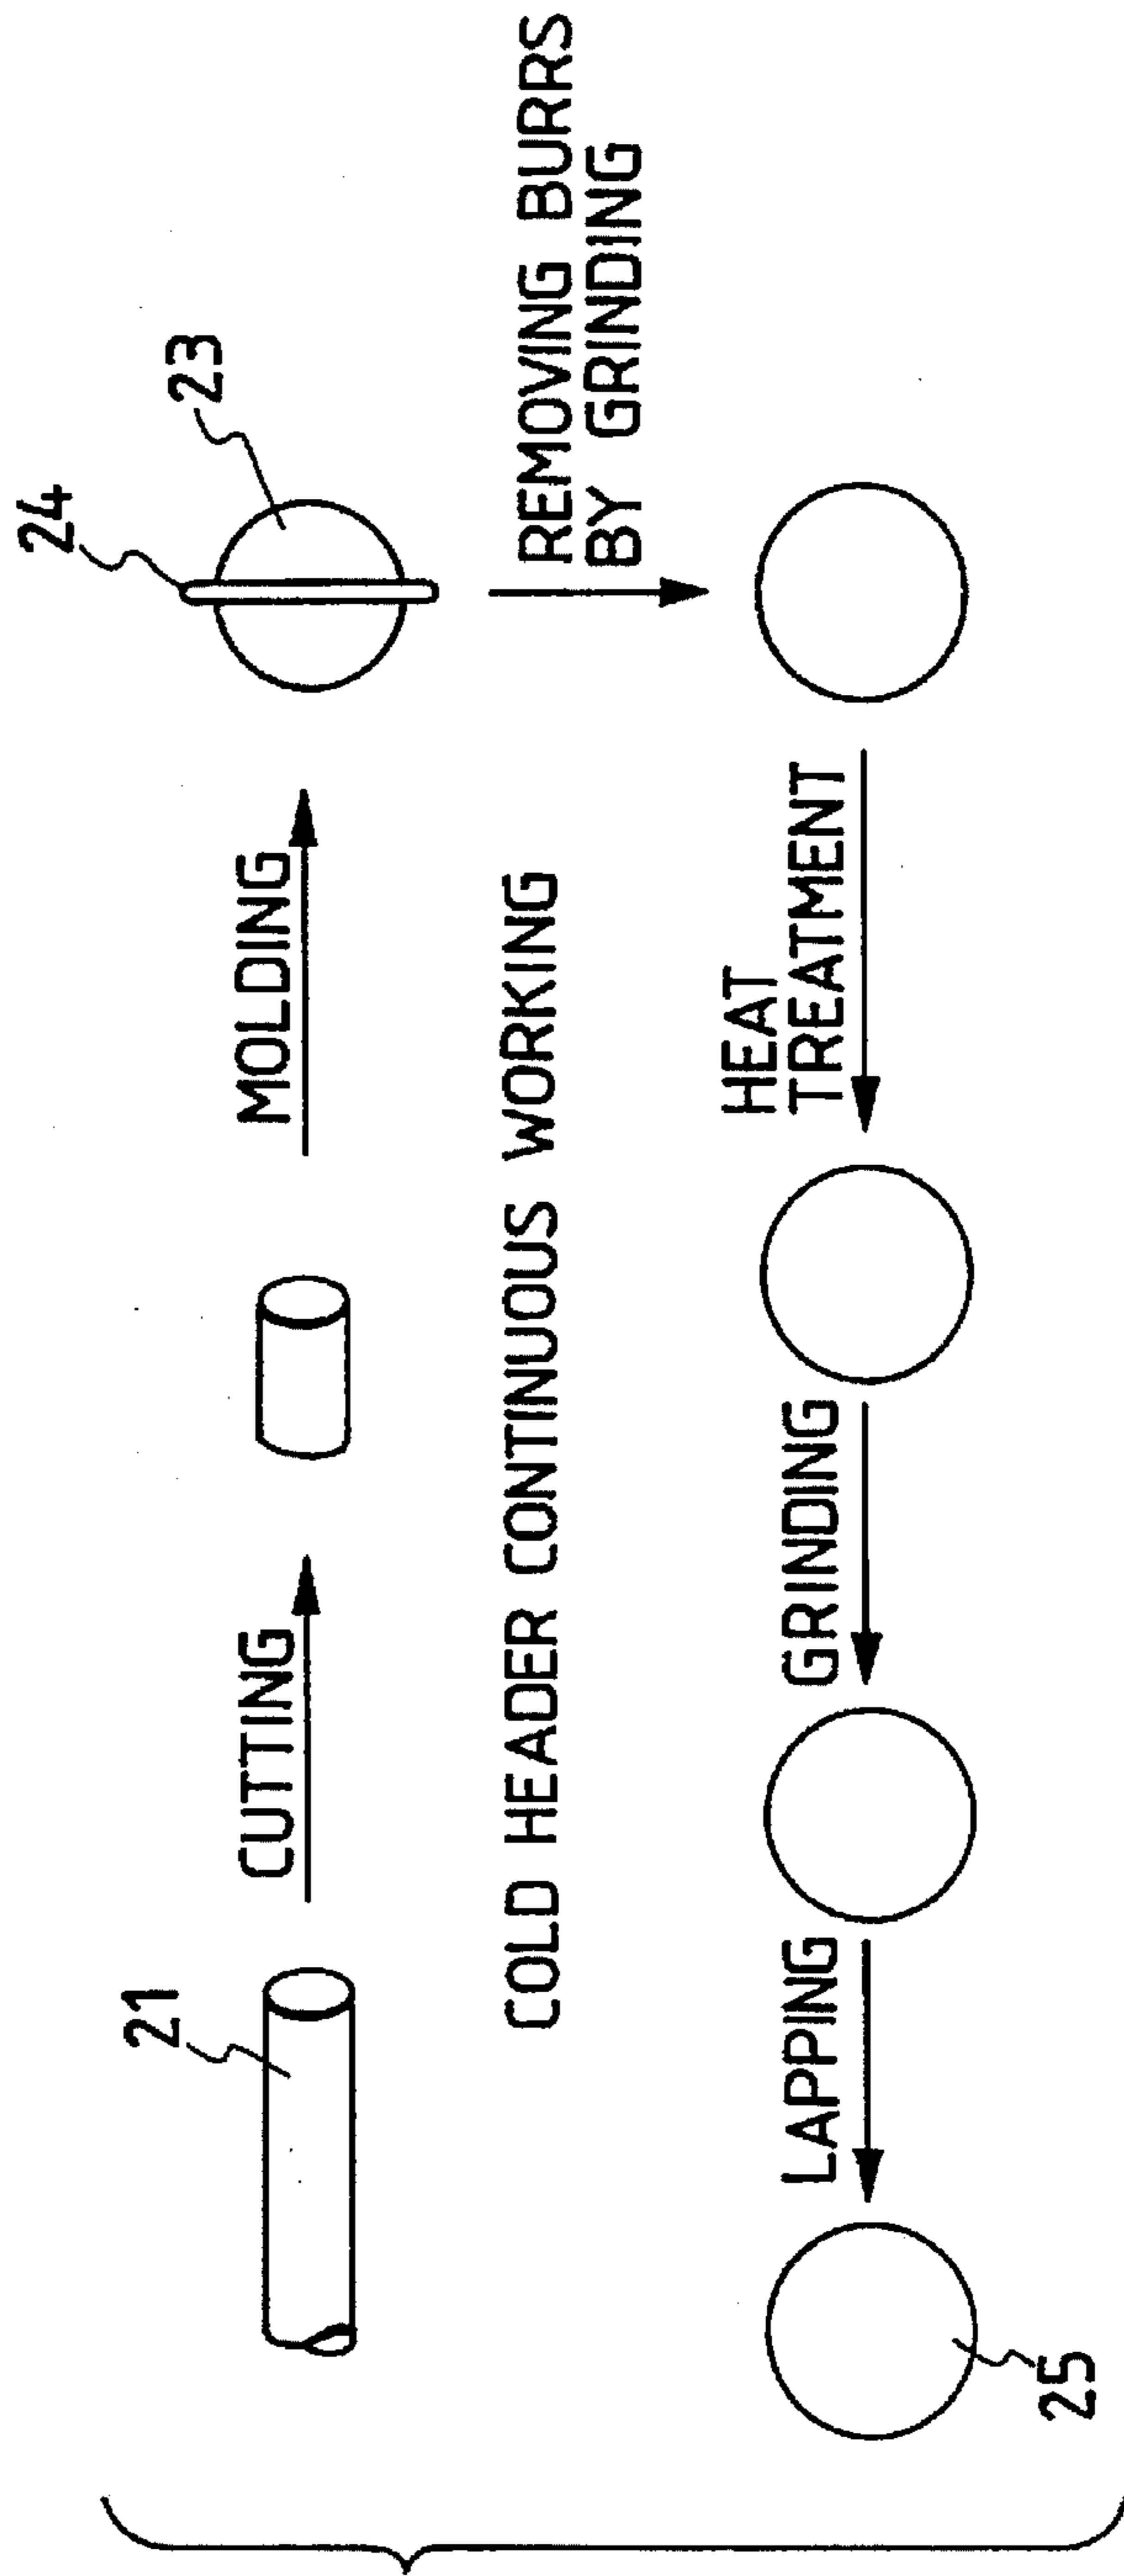 21
CUTTING
MOLDING
24
23
COLD HEADER CONTINUOUS WORKING
REMOVING BURRS
BY GRINDING
HEAT
TREATMENT
GRINDING
LAPPING
25